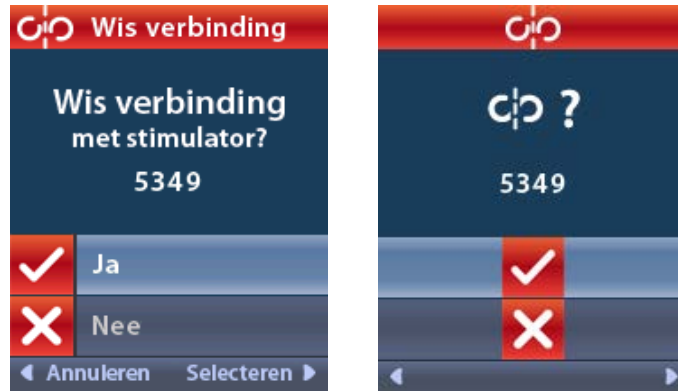 Wis verbinding
Wis verbinding
met stimulator?
5349
Ja
Nee
Annuleren Selecteren
?
5349